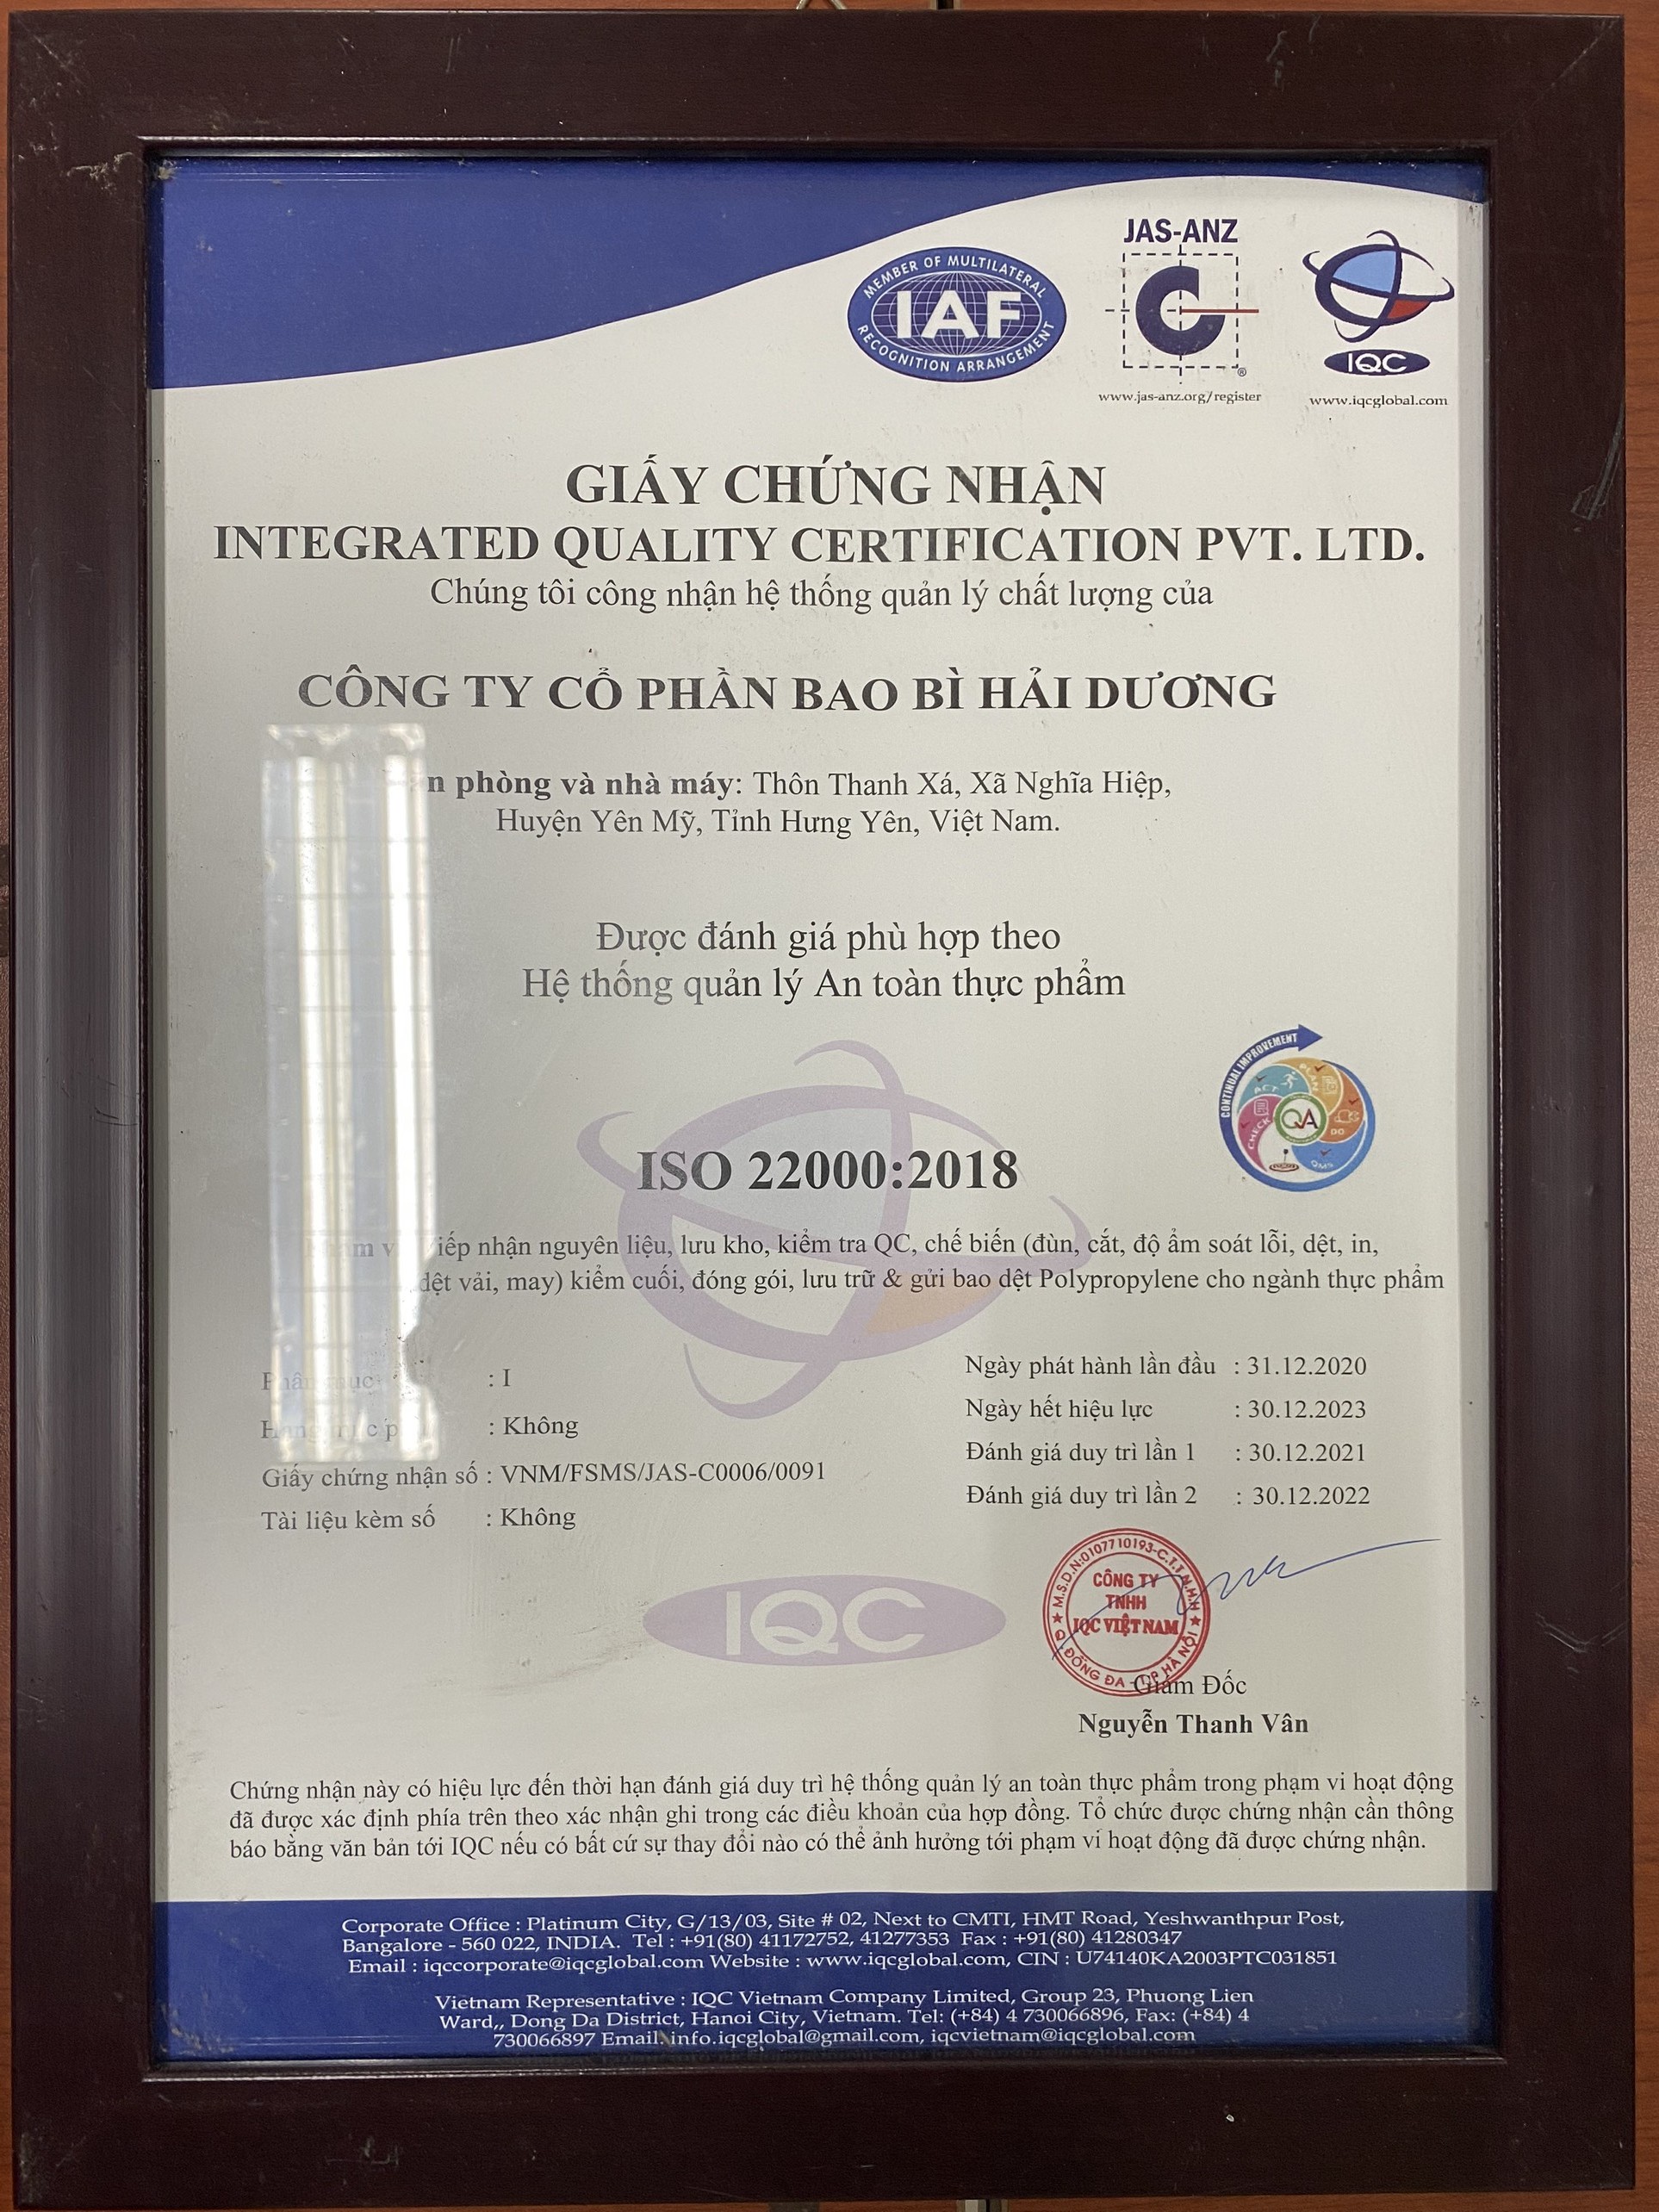 JAS-ANZ
MEMBER OF MULTILATERAL
IAF
RECOGNITION ARRANGEMENT
IQC
www.jas-anz.org/register
www.iqcglobal.com
GIẤY CHỨNG NHẬN
INTEGRATED QUALITY CERTIFICATION PVT. LTD.
Chúng tôi công nhận hệ thống quản lý chất lượng của
CÔNG TY CỔ PHẦN BAO BÌ HẢI DƯƠNG
phòng và nhà máy: Thôn Thanh Xá, Xã Nghĩa Hiệp,
Huyện Yên Mỹ, Tỉnh Hưng Yên, Việt Nam.
Được đánh giá phù hợp theo
Hệ thống quản lý An toàn thực phẩm
CONTINUAL IMPROVEMENT
ACT
PLAN
CHECK
QA
DO
QMS
ISO 22000:2018
nhận nguyên liệu, lưu kho, kiểm tra QC, chế biến (đùn, cắt, độ ẩm soát lỗi, dệt, in,
dệt vải, may) kiểm cuối, đóng gói, lưu trữ & gửi bao dệt Polypropylene cho ngành thực phẩm
: I
: Không
Giấy chứng nhận số : VNM/FSMS/JAS-C0006/0091
Tài liệu kèm số : Không
Ngày phát hành lần đầu : 31.12.2020
Ngày hết hiệu lực : 30.12.2023
Đánh giá duy trì lần 1 : 30.12.2021
Đánh giá duy trì lần 2 : 30.12.2022
IQC
M.S.D.N:0107710193-C.T.T.N.H.H
CÔNG TY
TNHH
IQC VIỆT NAM
Q. ĐỐNG ĐA - TP HÀ NỘI
Giám Đốc
Nguyễn Thanh Vân
Chứng nhận này có hiệu lực đến thời hạn đánh giá duy trì hệ thống quản lý an toàn thực phẩm trong phạm vi hoạt động
đã được xác định phía trên theo xác nhận ghi trong các điều khoản của hợp đồng. Tổ chức được chứng nhận cần thông
báo bằng văn bản tới IQC nếu có bất cứ sự thay đổi nào có thể ảnh hưởng tới phạm vi hoạt động đã được chứng nhận.
Corporate Office : Platinum City, G/13/03, Site # 02, Next to CMTI, HMT Road, Yeshwanthpur Post,
Bangalore - 560 022, INDIA. Tel : +91(80) 41172752, 41277353 Fax : +91(80) 41280347
Email : iqccorporate@iqcglobal.com Website : www.iqcglobal.com, CIN : U74140KA2003PTC031851
Vietnam Representative : IQC Vietnam Company Limited, Group 23, Phuong Lien
Ward,, Dong Da District, Hanoi City, Vietnam. Tel: (+84) 4 730066896, Fax: (+84) 4
730066897 Email: info.iqcglobal@gmail.com, iqcvietnam@iqcglobal.com